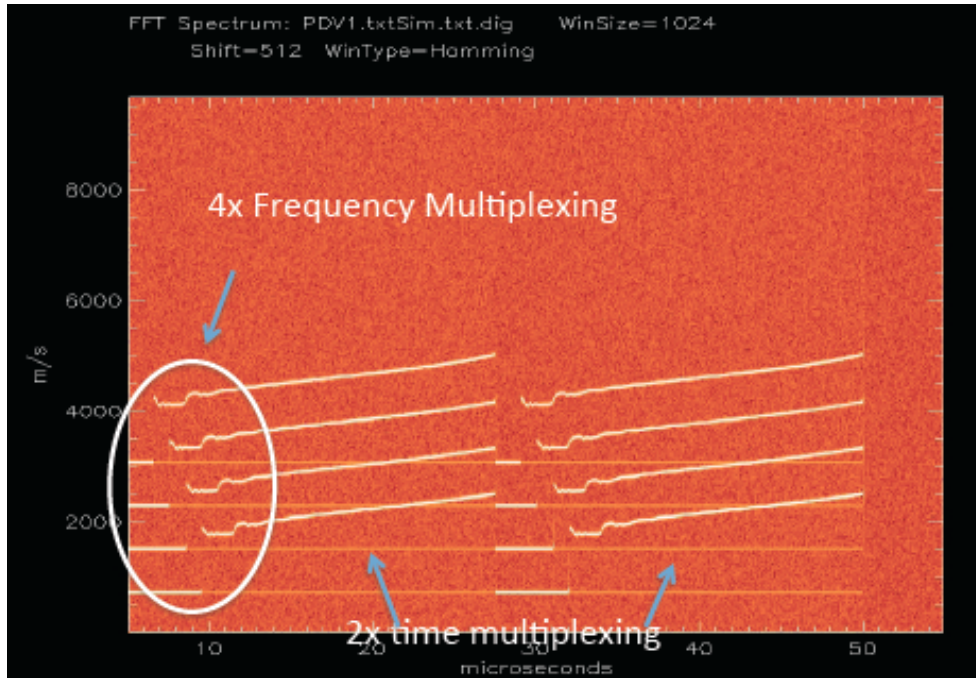 FFT Spectrum: PDV1.txtSim.txt.dig WinSize=1024
Shift=512 WinType=Hamming
8000
4x Frequency Multiplexing
6000
m/s
4000
2000
2x time multiplexing
10 20 30 40 50
microseconds